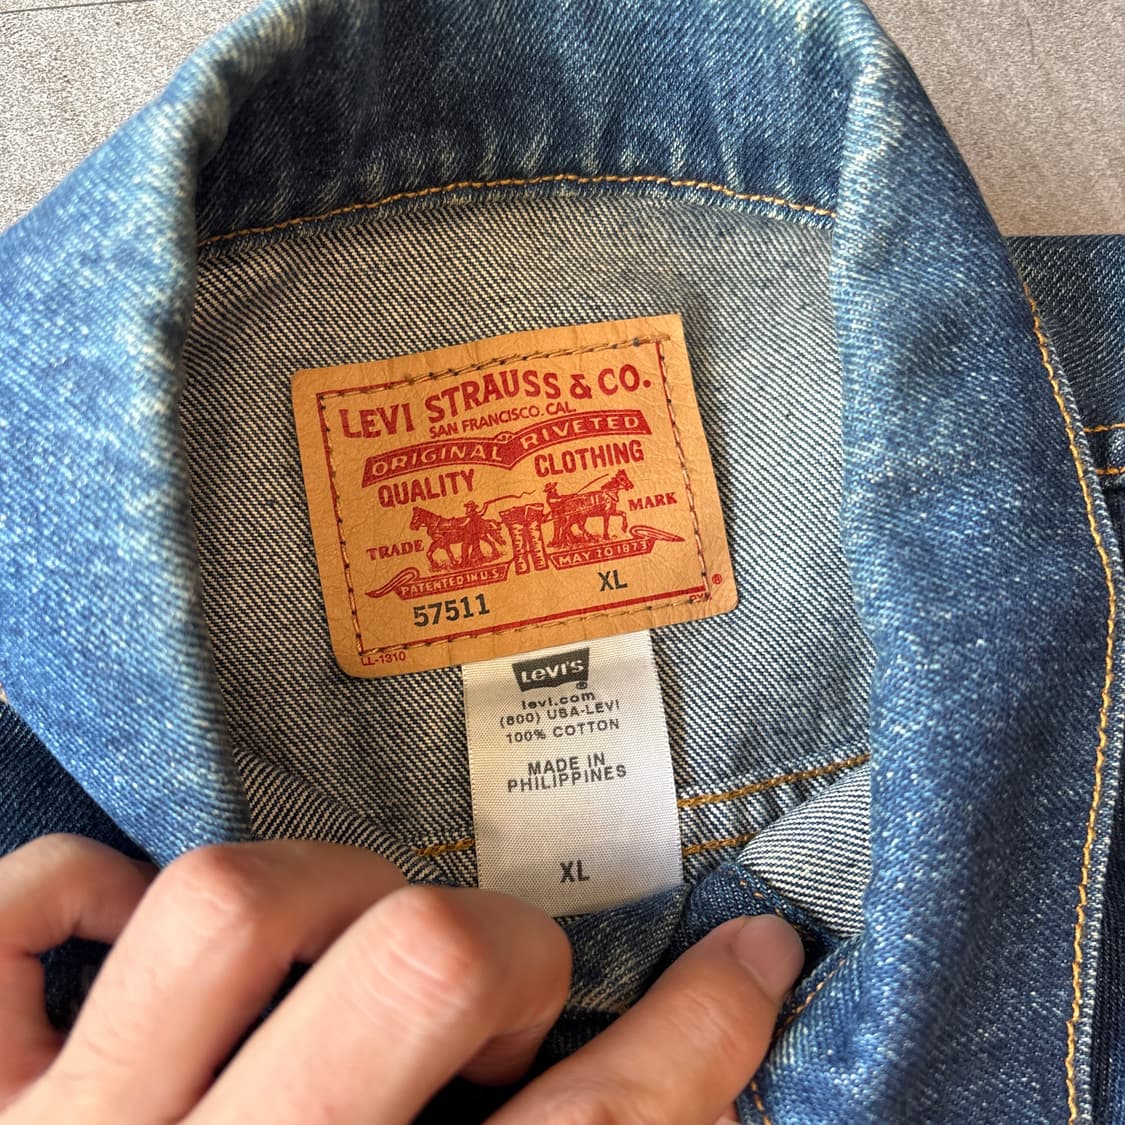 LEVI STRAUSS & CO.
SAN FRANCISCO. CAL.
ORIGINAL RIVETED
QUALITY CLOTHING
TRADE MARK
PATENTED IN U.S. MAY 20 1873
57511 XL
®
LL-1310
LEVI'S
®
levi.com
(800) USA-LEVI
100% COTTON
MADE IN
PHILIPPINES
XL